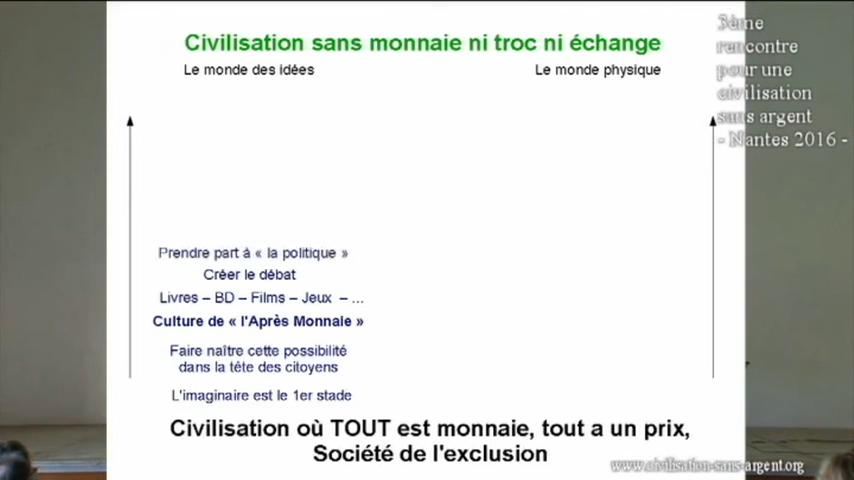 Civilisation sans monnaie ni troc ni échange
Le monde des idées
Le monde physique
3ème
rencontre
pour une
civilisation
sans argent
- Nantes 2016 -
Prendre part à « la politique »
Créer le débat
Livres – BD – Films – Jeux – ...
Culture de « l'Après Monnaie »
Faire naître cette possibilité
dans la tête des citoyens
L'imaginaire est le 1er stade
Civilisation où TOUT est monnaie, tout a un prix,
Société de l'exclusion
www.civilisation-sans-argent.org